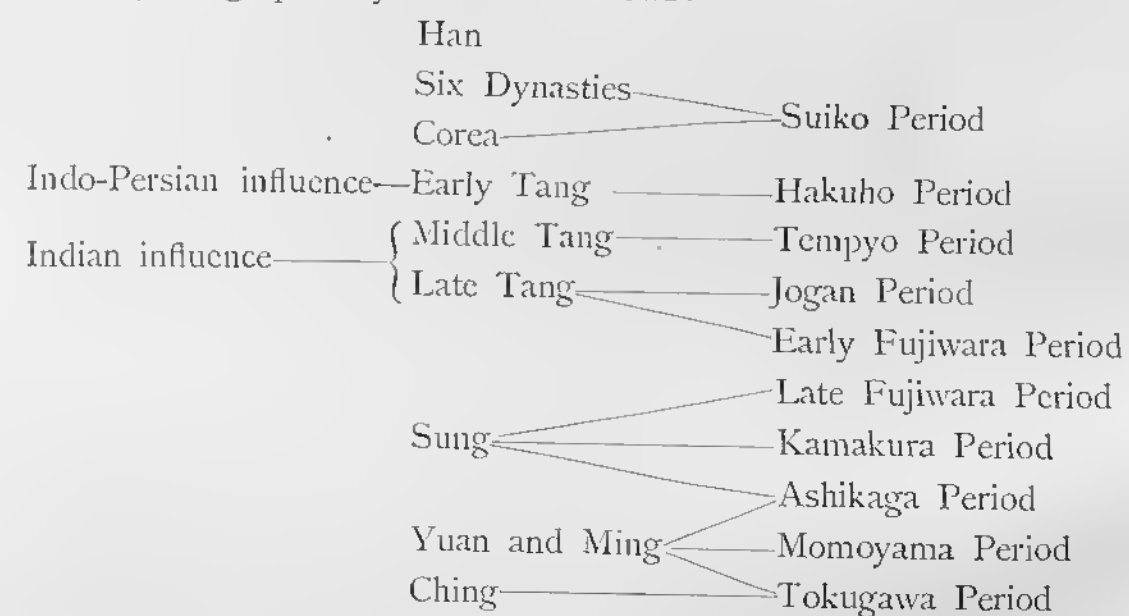 Han
Six Dynasties
Suiko Period
Corea
Indo-Persian influence Early Tang Hakuho Period
Middle Tang Tempyo Period
Indian influence
Late Tang Jogan Period
Early Fujiwara Period
Late Fujiwara Period
Sung Kamakura Period
Ashikaga Period
Yuan and Ming Momoyama Period
Ching Tokugawa Period